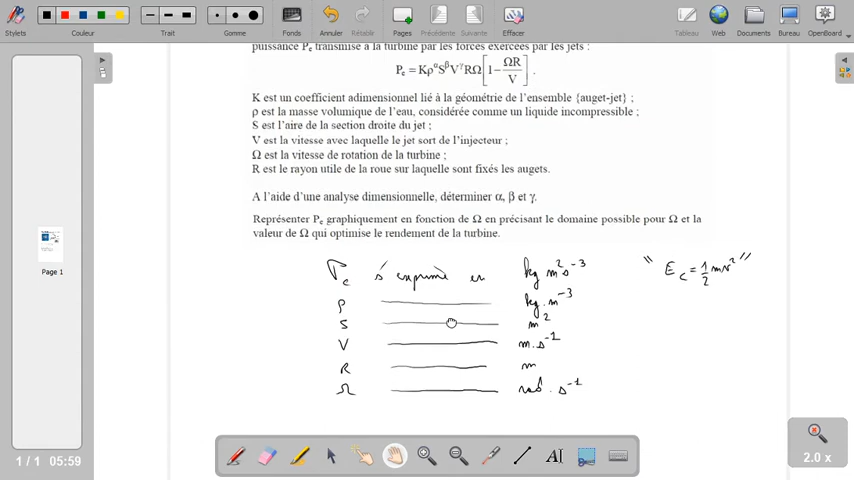 Stylets
Couleur
Gomme
Fonds
Annuler
Rétablir
Pages
Précédente
Suivante
Effacer
Tableau
Web
Documents
Bureau
OpenBoard
puissance Pe transmise à la turbine par les forces exercées par les jets :
Pe = Kρ^α S^β V^γ RΩ[1 − ΩR/V] .
K est un coefficient adimensionnel lié à la géométrie de l'ensemble {auget-jet} ;
ρ est la masse volumique de l'eau, considérée comme un liquide incompressible ;
S est l'aire de la section droite du jet ;
V est la vitesse avec laquelle le jet sort de l'injecteur ;
Ω est la vitesse de rotation de la turbine ;
R est le rayon utile de la roue sur laquelle sont fixés les augets.
A l'aide d'une analyse dimensionnelle, déterminer α, β et γ.
Représenter Pe graphiquement en fonction de Ω en précisant le domaine possible pour Ω et la
valeur de Ω qui optimise le rendement de la turbine.
Pe s'exprime en kg m² s⁻³ " Ec = 1/2 mv² "
ρ kg.m⁻³
S m²
V m.s⁻¹
R m
Ω rad.s⁻¹
Page 1
1 / 1 05:59
2.0 x